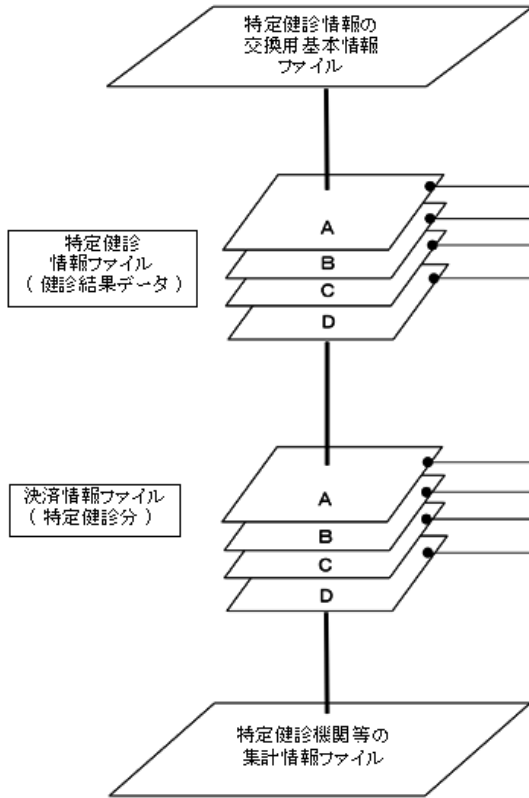 特定健診情報の
交換用基本情報
ファイル
A
B
C
D
特定健診
情報ファイル
(健診結果データ)
A
B
C
D
決済情報ファイル
(特定健診分)
特定健診機関等の
集計情報ファイル